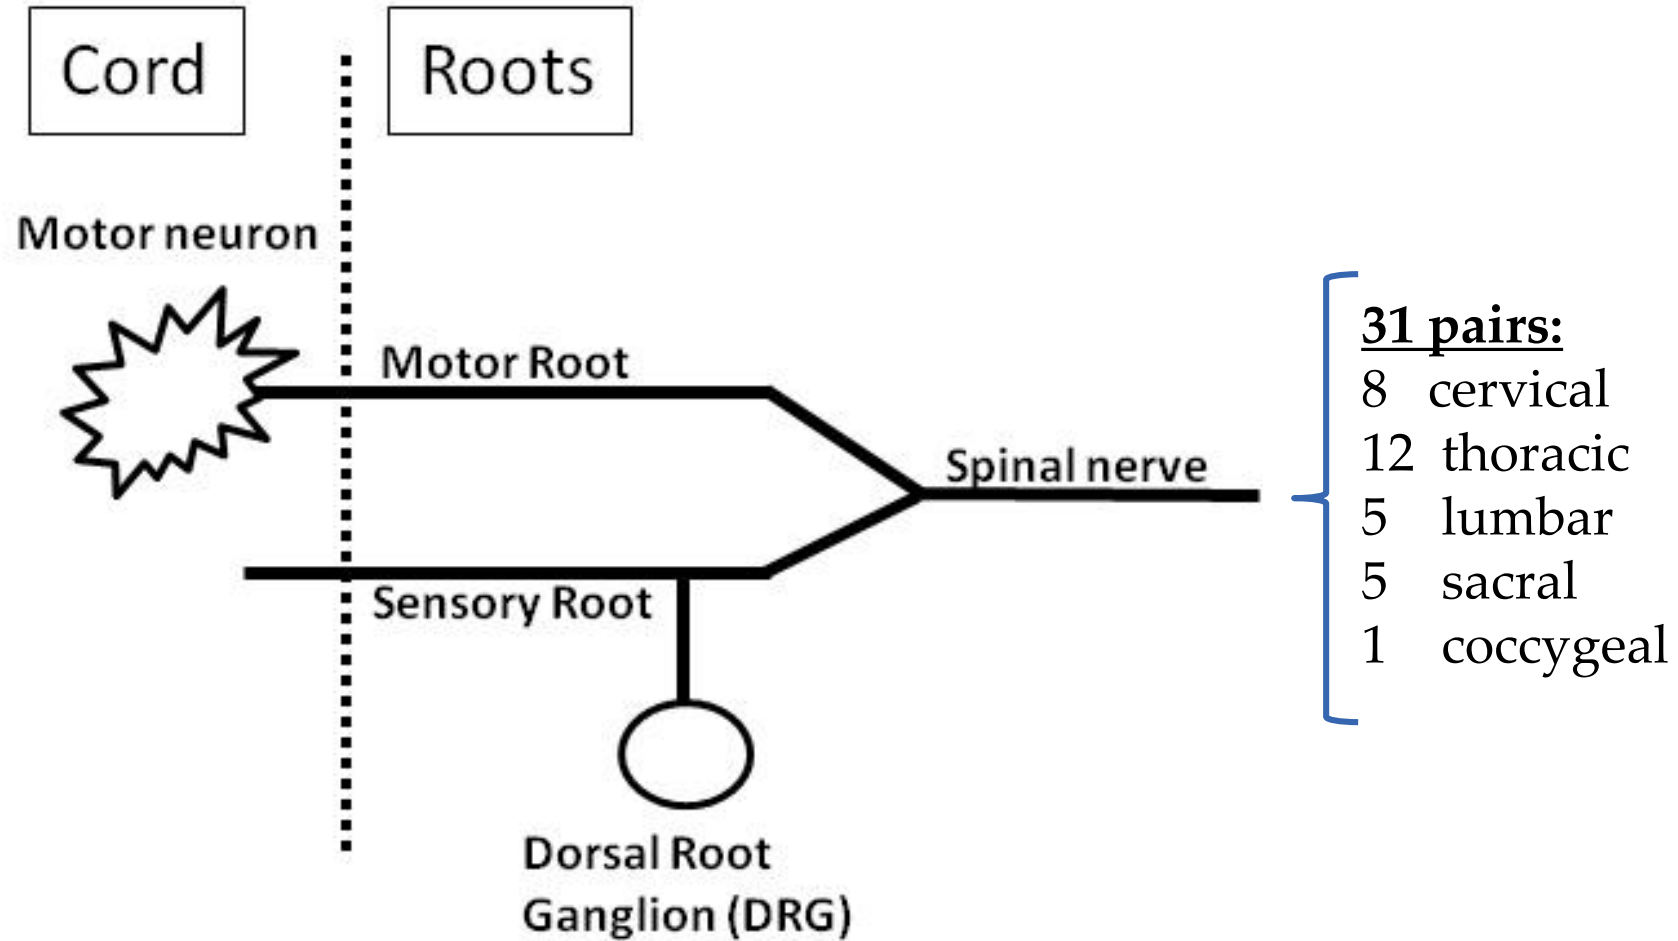 Cord
Roots
Motor neuron
Motor Root
Spinal nerve
Sensory Root
Dorsal Root
Ganglion (DRG)
31 pairs:
8 cervical
12 thoracic
5 lumbar
5 sacral
1 coccygeal